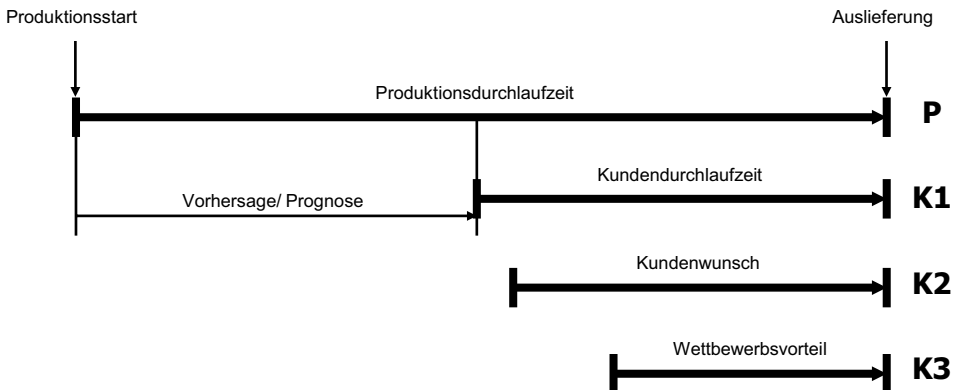 Produktionsstart
Auslieferung
Produktionsdurchlaufzeit
P
Kundendurchlaufzeit
K1
Vorhersage/ Prognose
Kundenwunsch
K2
Wettbewerbsvorteil
K3